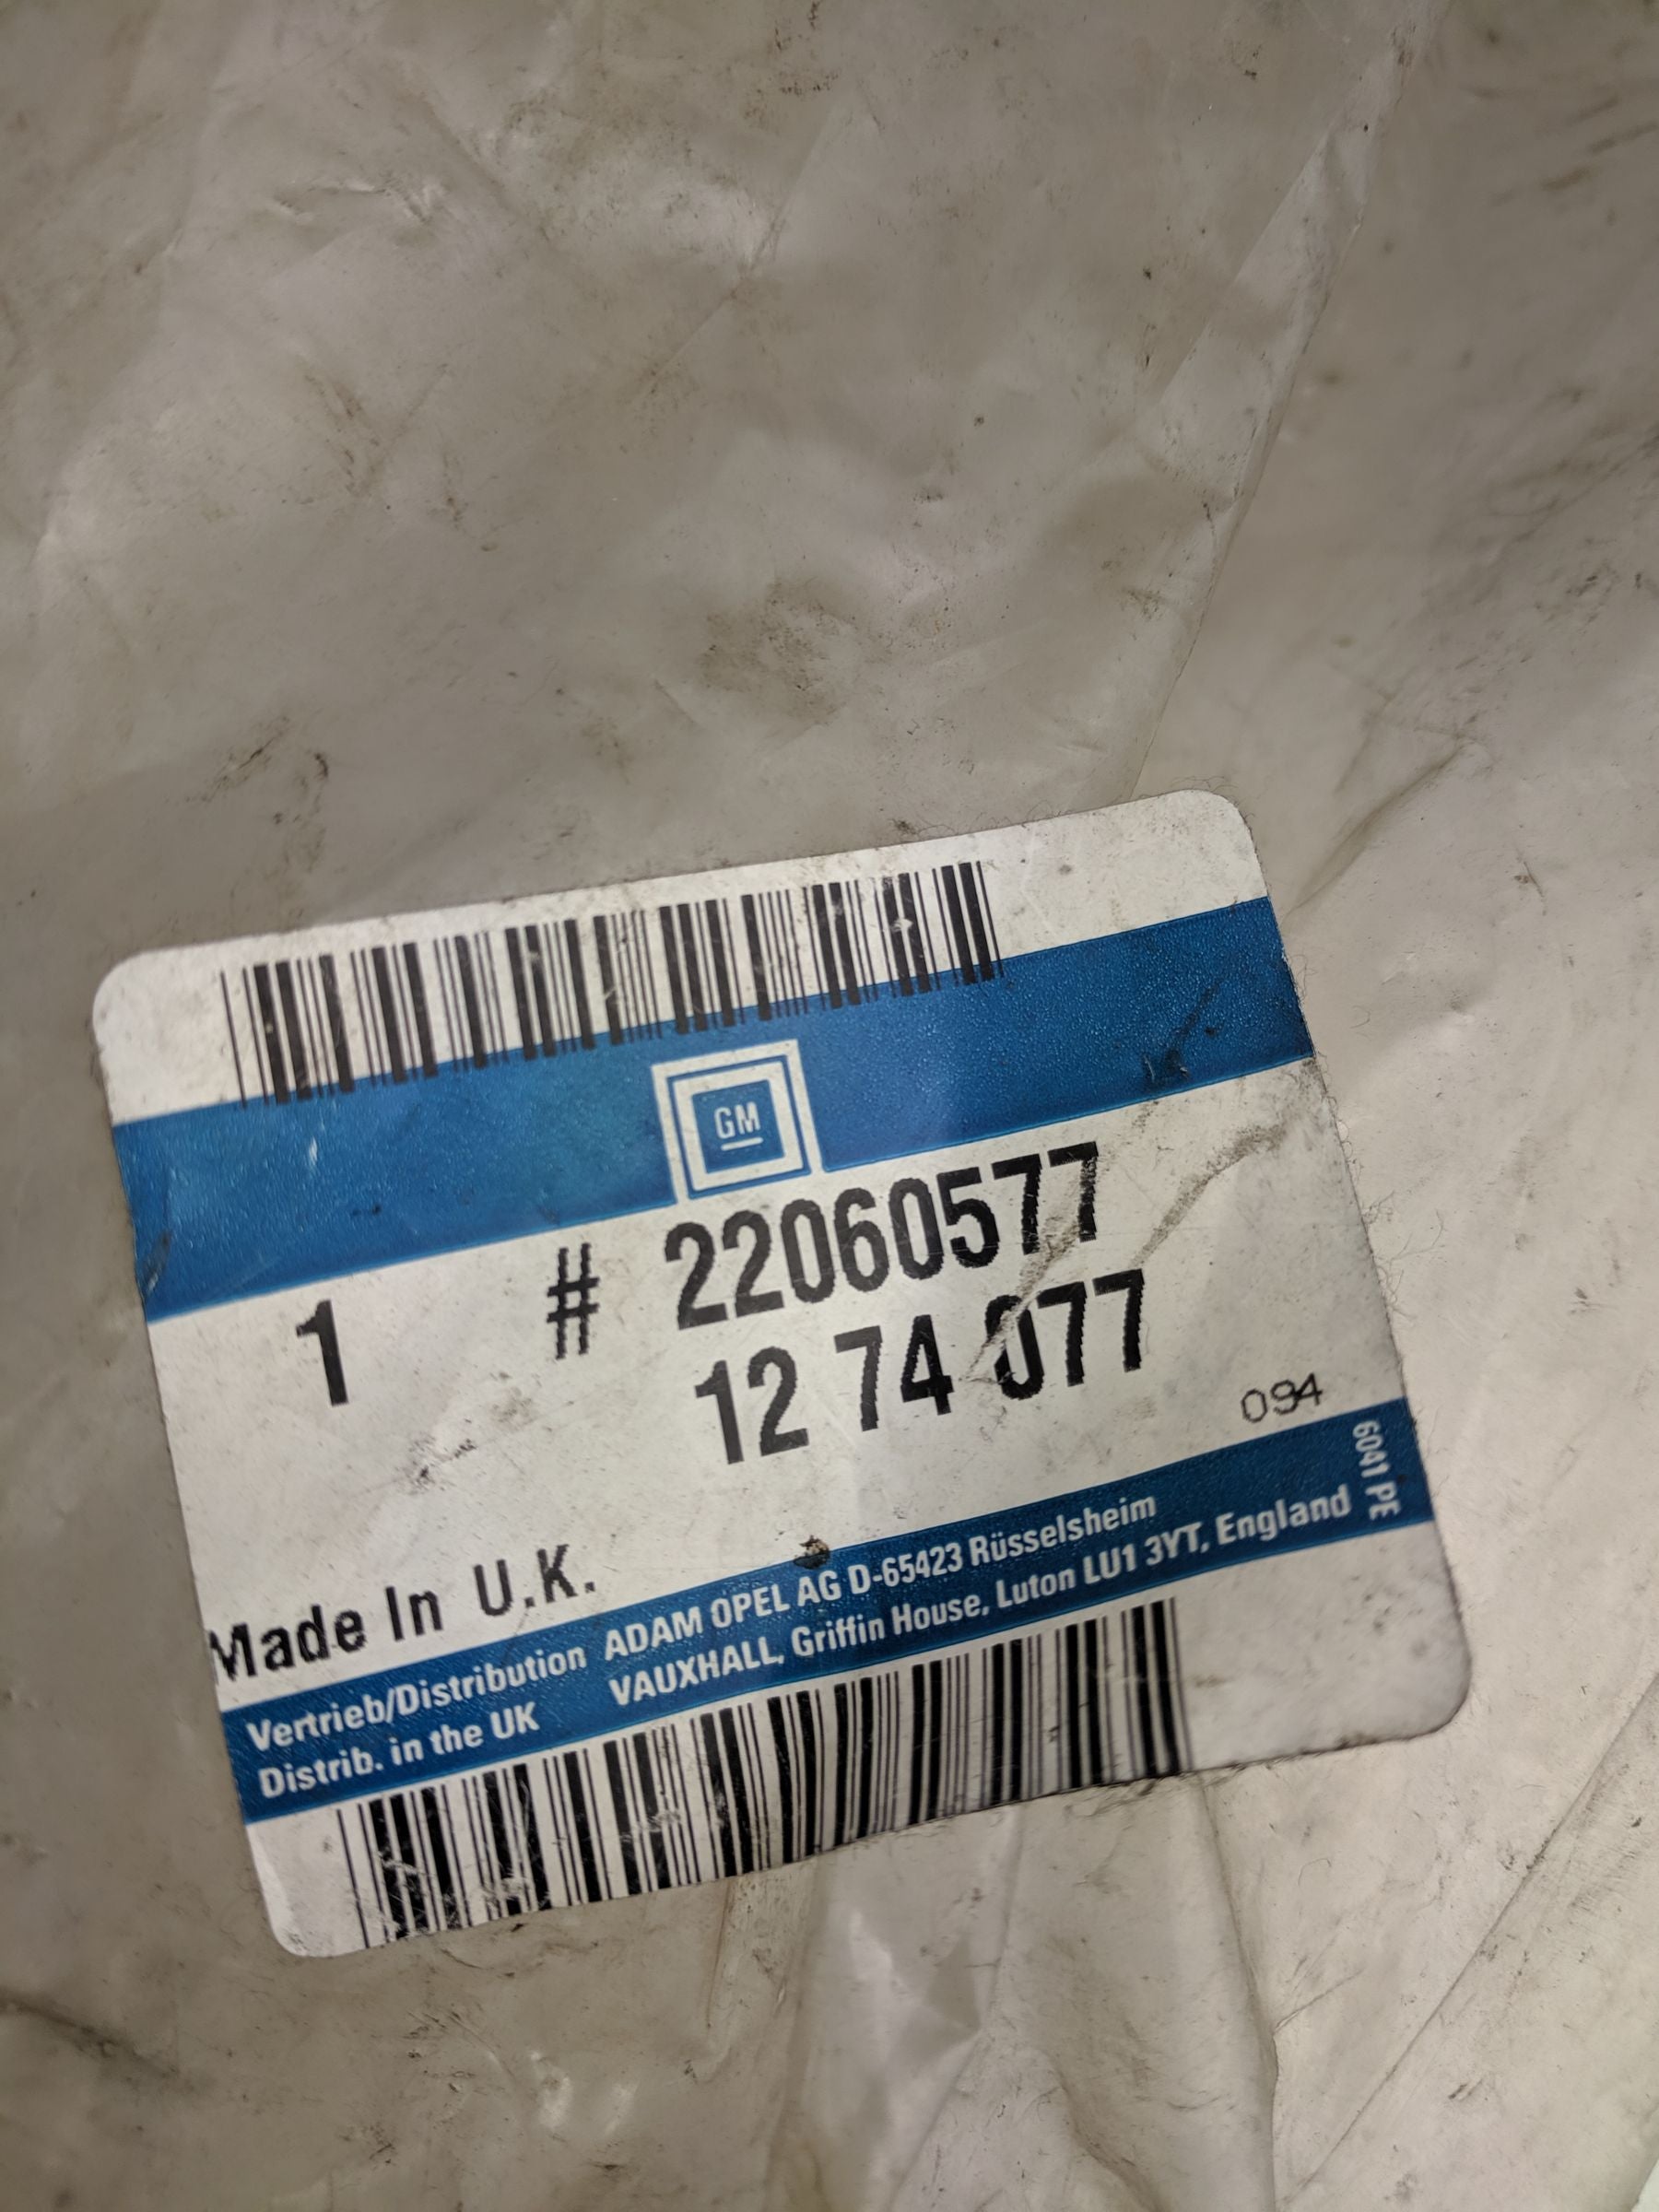 GM
1 # 22060577
12 74 077
094
Made In U.K.
6041 PE
Vertrieb/Distribution ADAM OPEL AG D-65423 Rüsselsheim
Distrib. in the UK VAUXHALL, Griffin House, Luton LU1 3YT, England